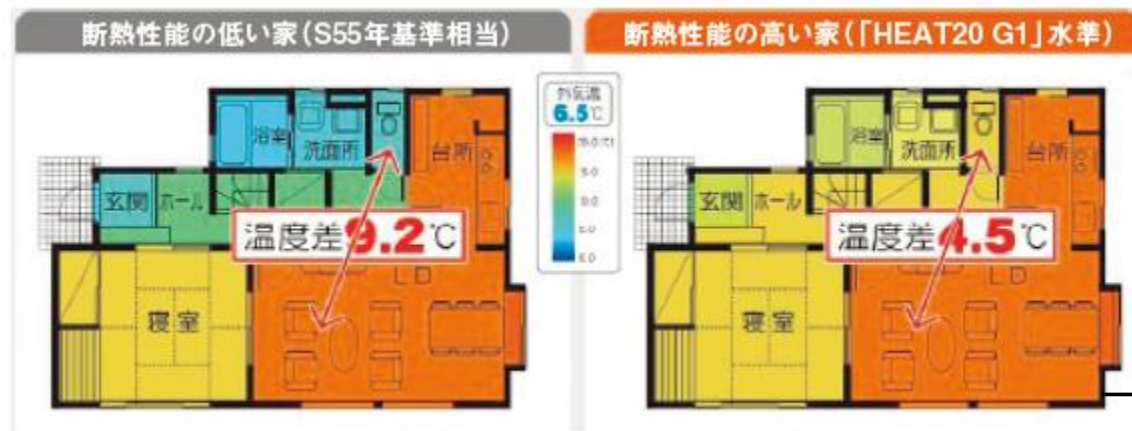 断熱性能の低い家(S55年基準相当)
断熱性能の高い家(「HEAT20 G1」水準)
外気温
6.5℃
浴室
洗面所
台所
玄関
ホール
温度差9.2℃
寝室
浴室
洗面所
台所
玄関
ホール
温度差4.5℃
寝室